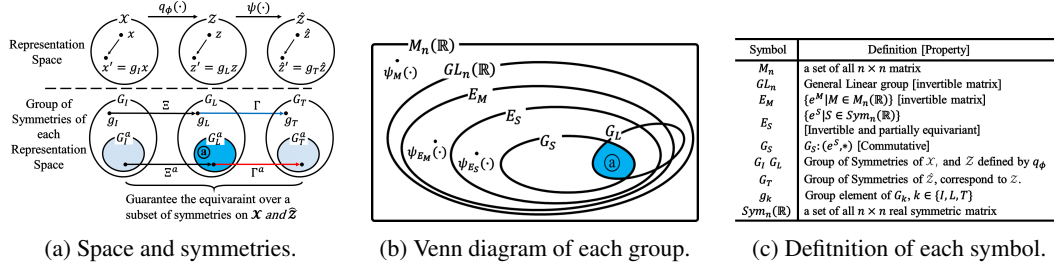 𝒳 q_ϕ(·) 𝒵 ψ(·) 𝒵̂
Representation
Space
x z ẑ
x′ = g_I x z′ = g_L z ẑ′ = g_T ẑ
Group of
Symmetries of
each
Representation
Space
G_I Ξ G_L Γ G_T
g_I g_L g_T
G_I^a G_L^a G_T^a
ⓐ
Ξ^a Γ^a
Guarantee the equivaraint over a
subset of symmetries on 𝒳 and 𝒵̂
(a) Space and symmetries.
M_n(ℝ)
ψ_M(·)
GL_n(ℝ)
E_M
E_S
G_S G_L
ⓐ
ψ_{E_M}(·) ψ_{E_S}(·)
(b) Venn diagram of each group.
Symbol Definition [Property]
M_n a set of all n × n matrix
GL_n General Linear group [invertible matrix]
E_M {e^M|M ∈ M_n(ℝ)} [invertible matrix]
E_S {e^S|S ∈ Sym_n(ℝ)}
[Invertible and partially equivariant]
G_S G_S: (e^S,∗) [Commutative]
G_I G_L Group of Symmetries of 𝒳, and 𝒵 defined by q_ϕ
G_T Group of Symmetries of 𝒵̂, correspond to 𝒵.
g_k Group element of G_k, k ∈ {I, L, T}
Sym_n(ℝ) a set of all n × n real symmetric matrix
(c) Defitnition of each symbol.